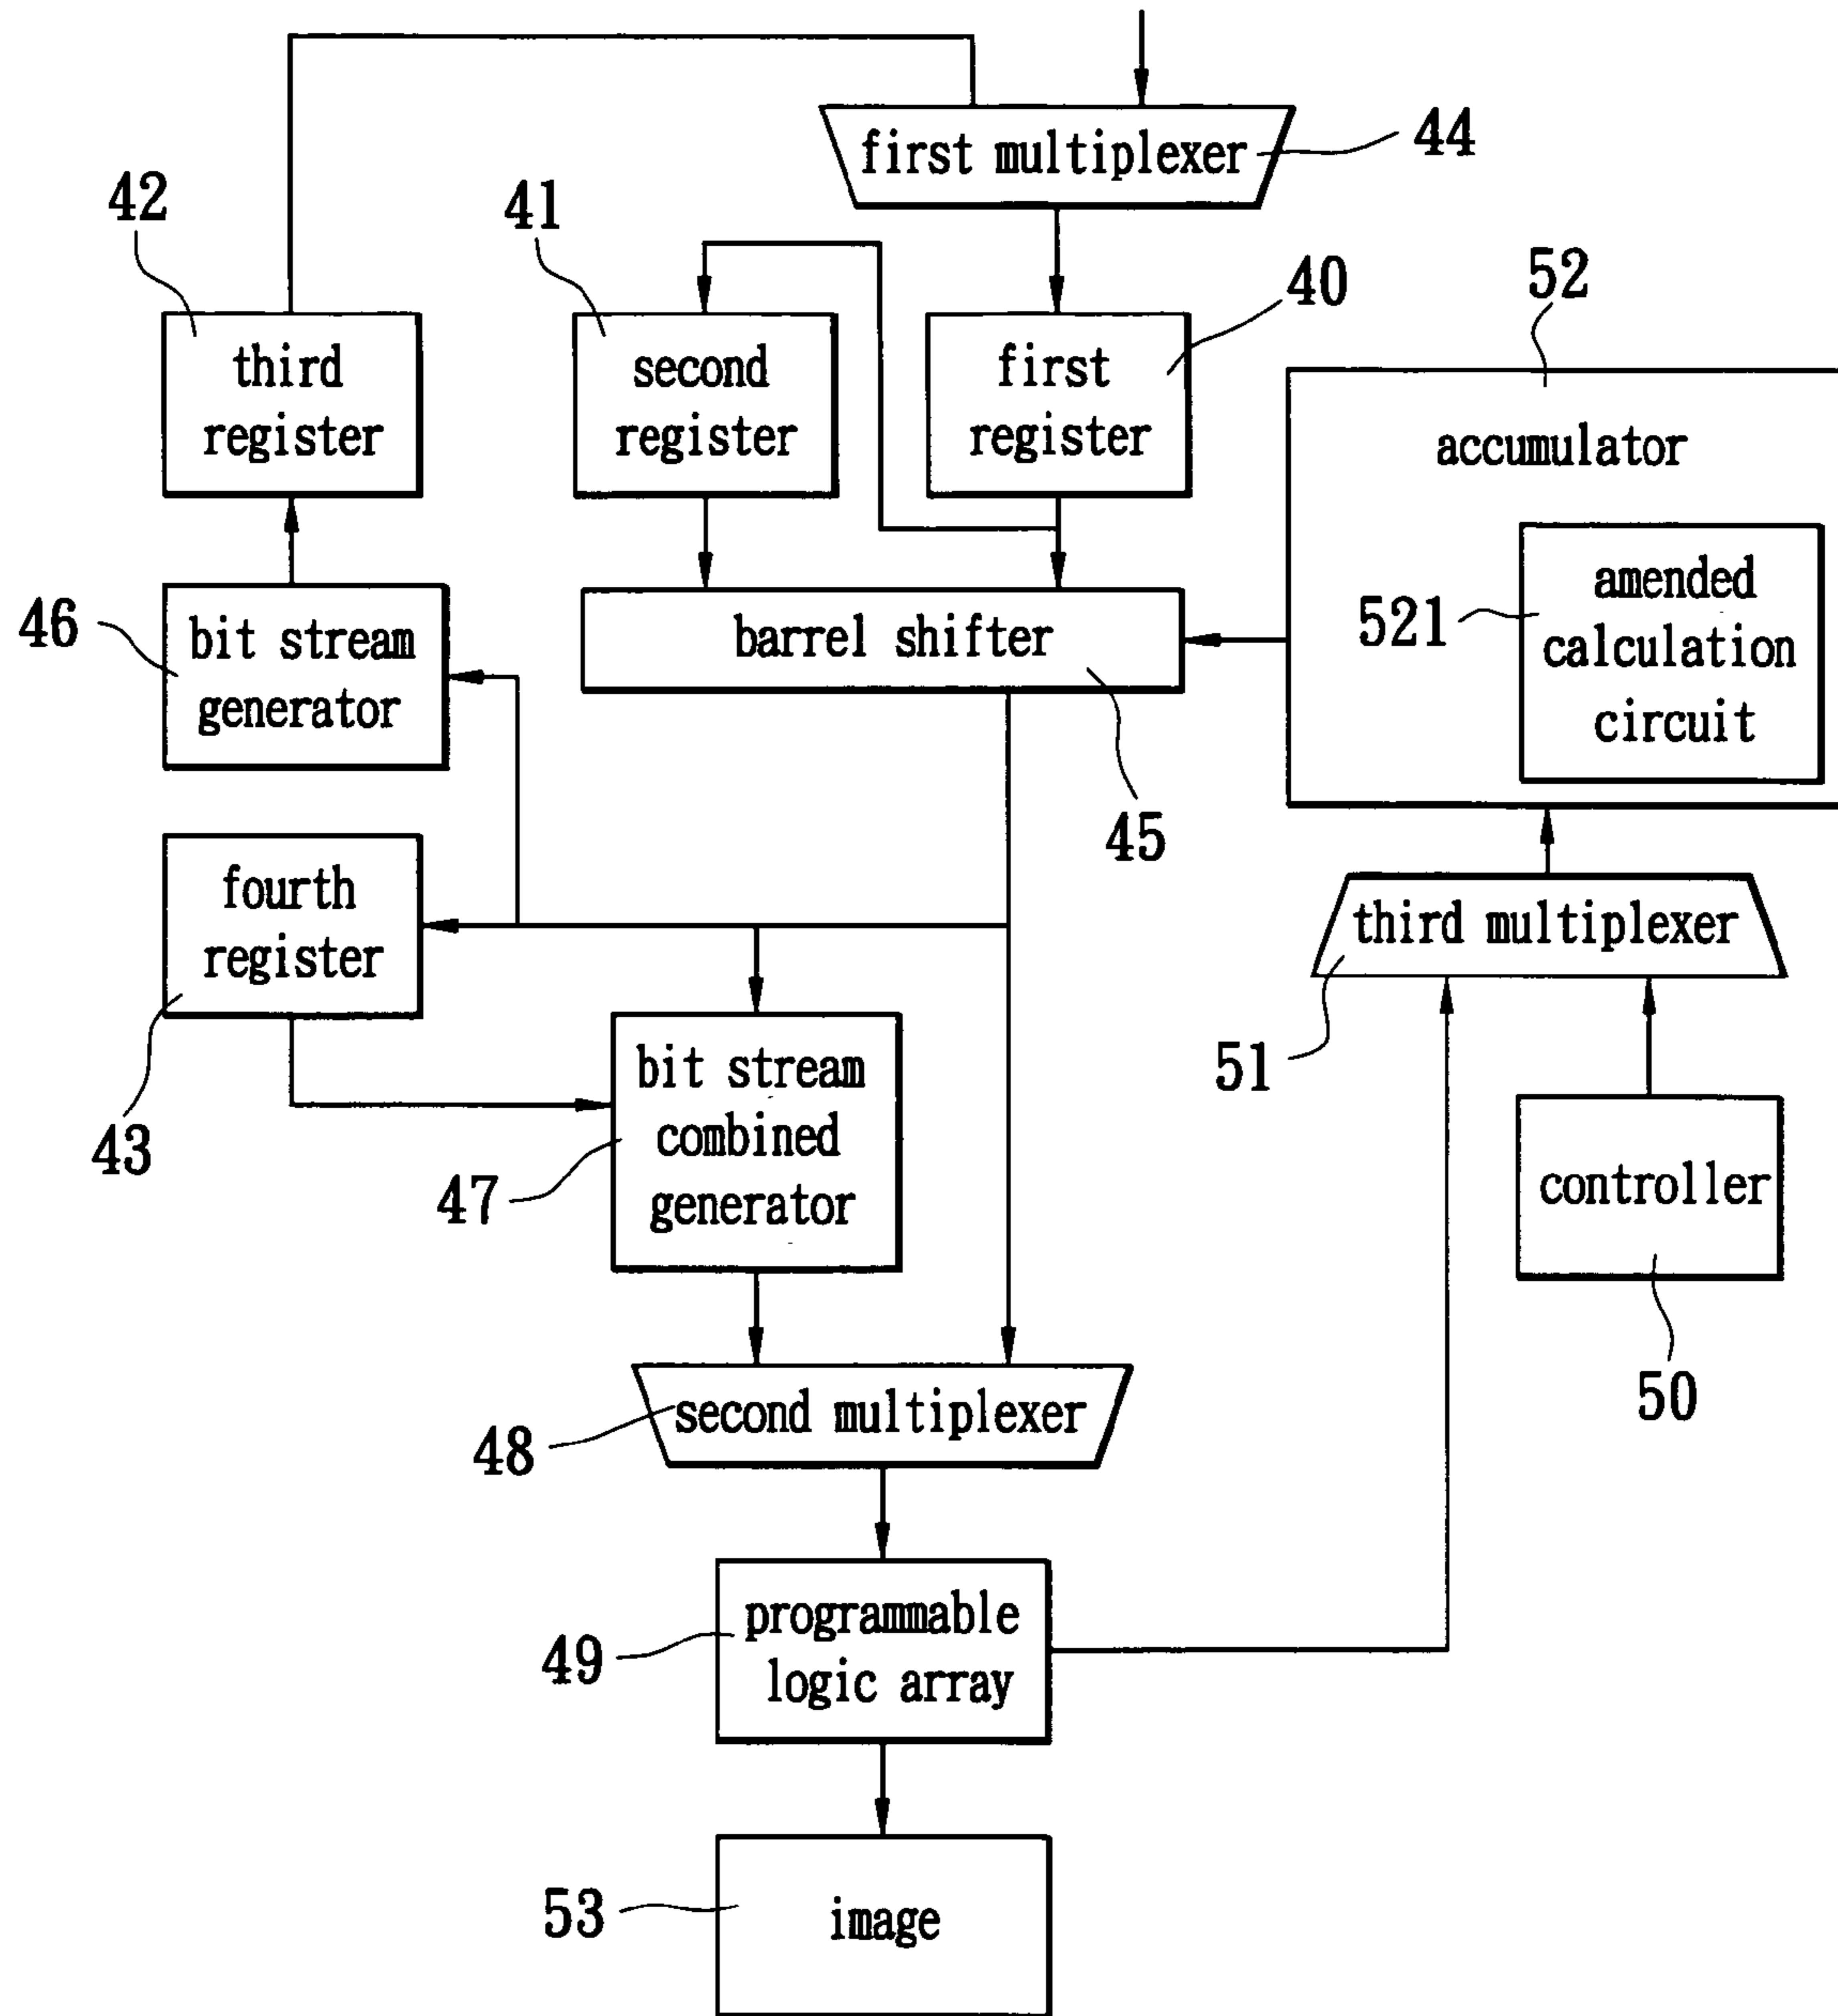 first multiplexer
44
42
41
40
52
third
register
second
register
first
register
accumulator
amended
calculation
circuit
521
46
bit stream
generator
barrel shifter
45
fourth
register
third multiplexer
51
43
bit stream
combined
generator
47
controller
50
second multiplexer
48
programmable
logic array
49
image
53